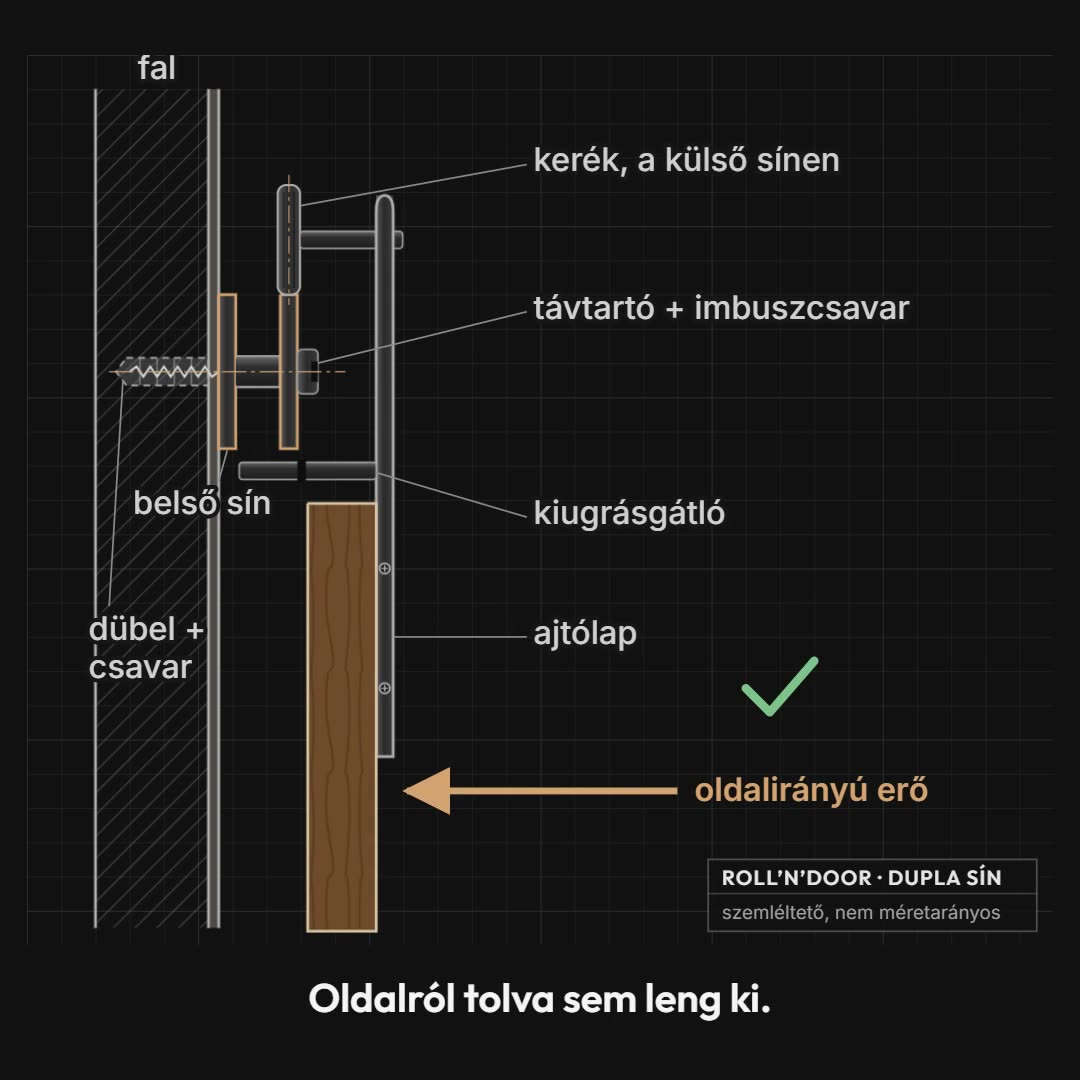 fal
kerék, a külső sínen
távtartó + imbuszcsavar
belső sín
kiugrásgátló
dübel +
csavar
ajtólap
oldalirányú erő
ROLL’N’DOOR · DUPLA SÍN
szemléltető, nem méretarányos
Oldalról tolva sem leng ki.